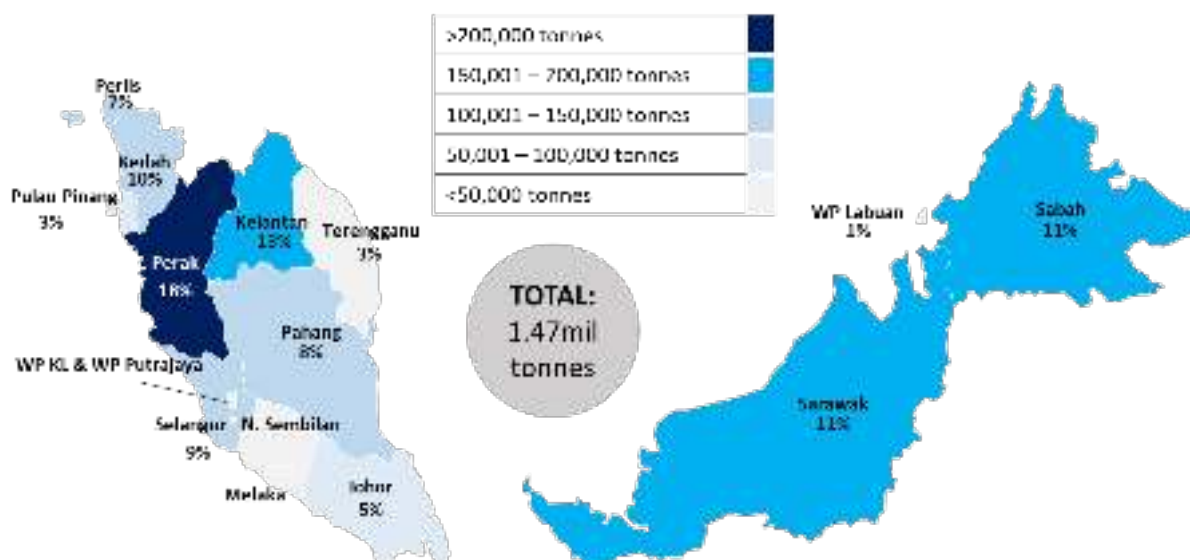 >200,000 tonnes
150,001 – 200,000 tonnes
100,001 – 150,000 tonnes
50,001 – 100,000 tonnes
<50,000 tonnes
Perlis
7%
Kedah
10%
Pulau Pinang
3%
Perak
18%
Kelantan
13%
Terengganu
3%
Pahang
8%
WP KL & WP Putrajaya
Selangor
9%
N. Sembilan
Melaka
Johor
5%
TOTAL:
1.47mil
tonnes
WP Labuan
1%
Sabah
11%
Sarawak
11%